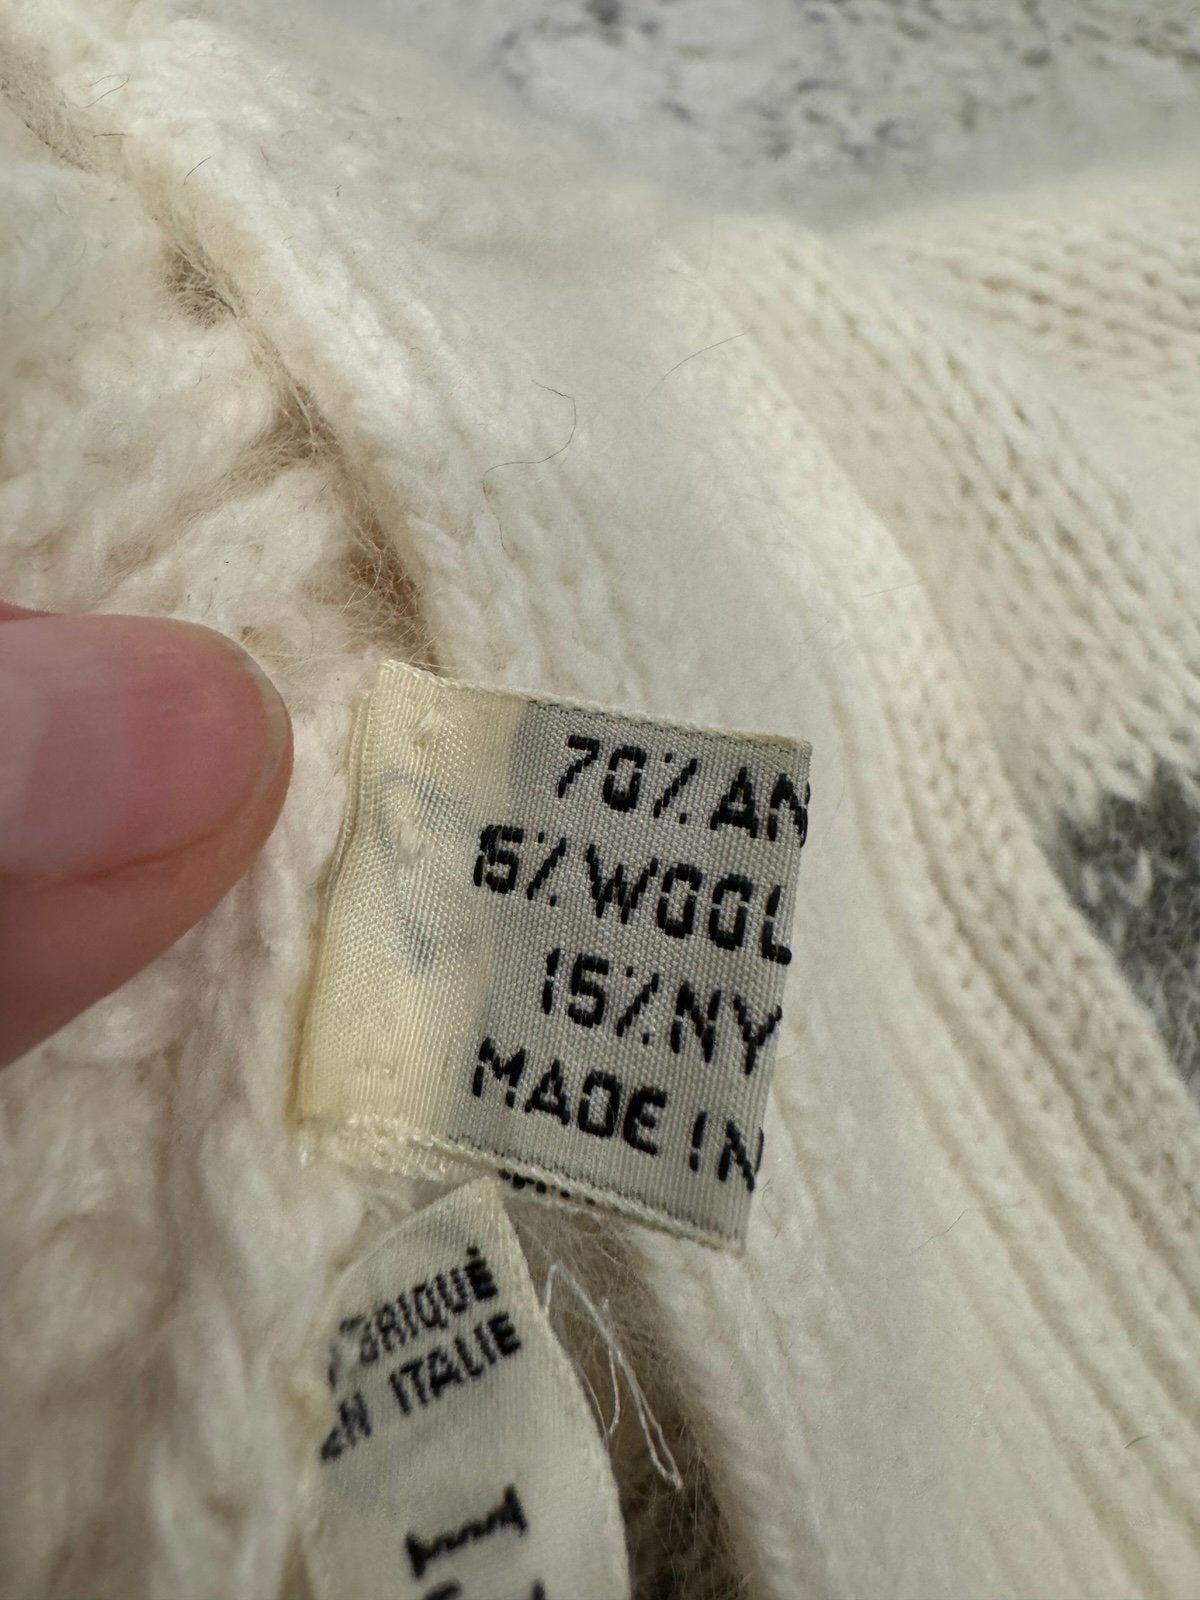 70% AN
15% WOOL
15% NY
MADE IN
BRIQUÉ
EN ITALIE